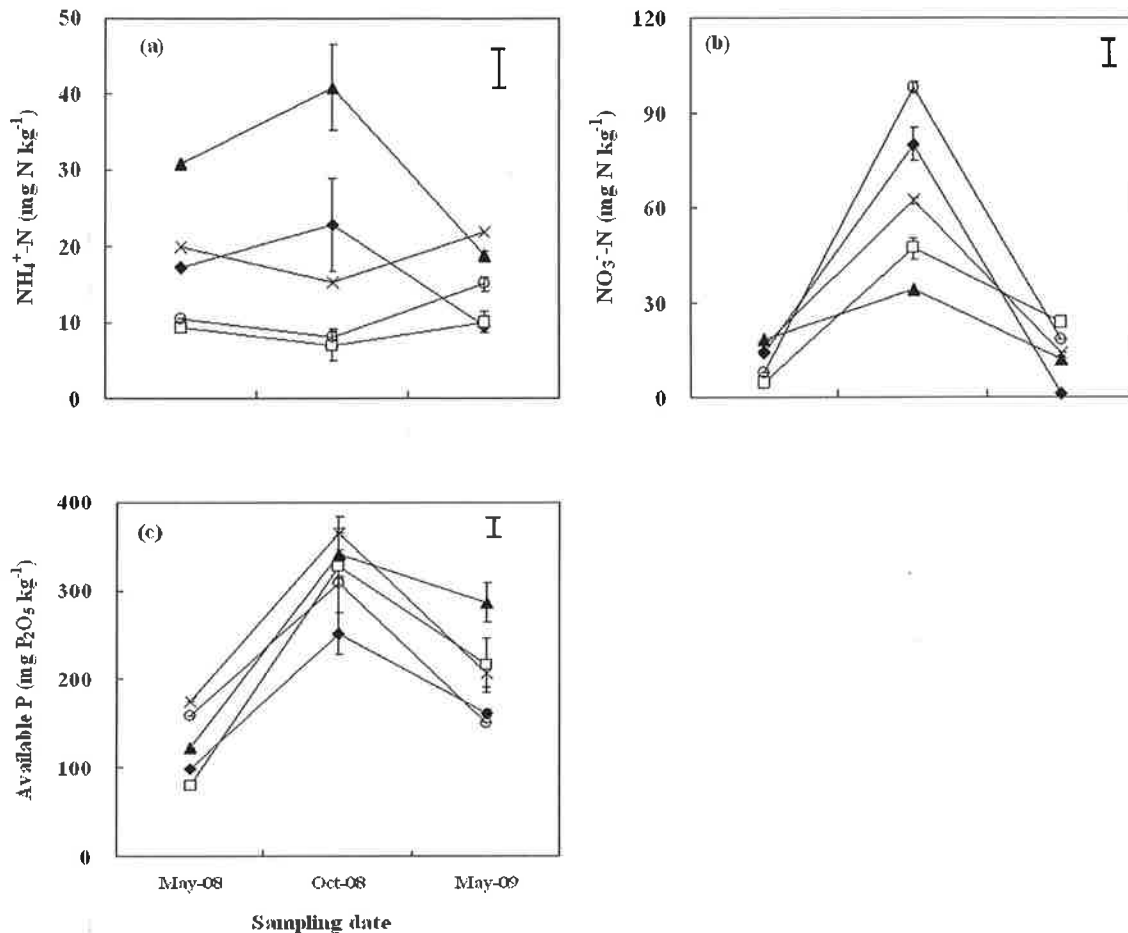 (a)
NH₄⁺-N (mg N kg⁻¹)
50
40
30
20
10
0
(b)
NO₃⁻-N (mg N kg⁻¹)
120
90
60
30
0
(c)
Available P (mg P₂O₅ kg⁻¹)
400
300
200
100
0
May-08 Oct-08 May-09
Sampling date